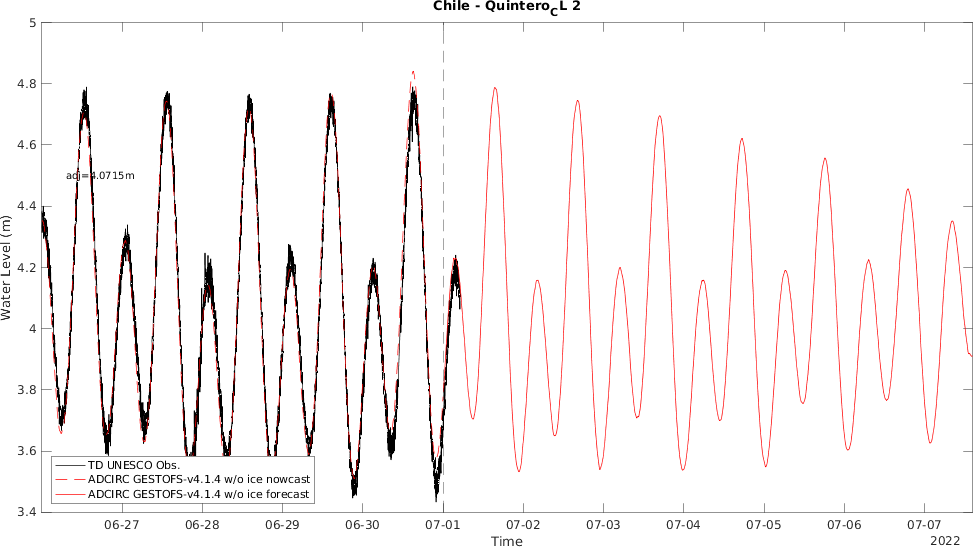 Chile - Quintero_CL 2
Water Level (m)
5
4.8
4.6
4.4
4.2
4
3.8
3.6
3.4
adj=4.0715m
TD UNESCO Obs.
ADCIRC GESTOFS-v4.1.4 w/o ice nowcast
ADCIRC GESTOFS-v4.1.4 w/o ice forecast
06-27 06-28 06-29 06-30 07-01 07-02 07-03 07-04 07-05 07-06 07-07
Time
2022